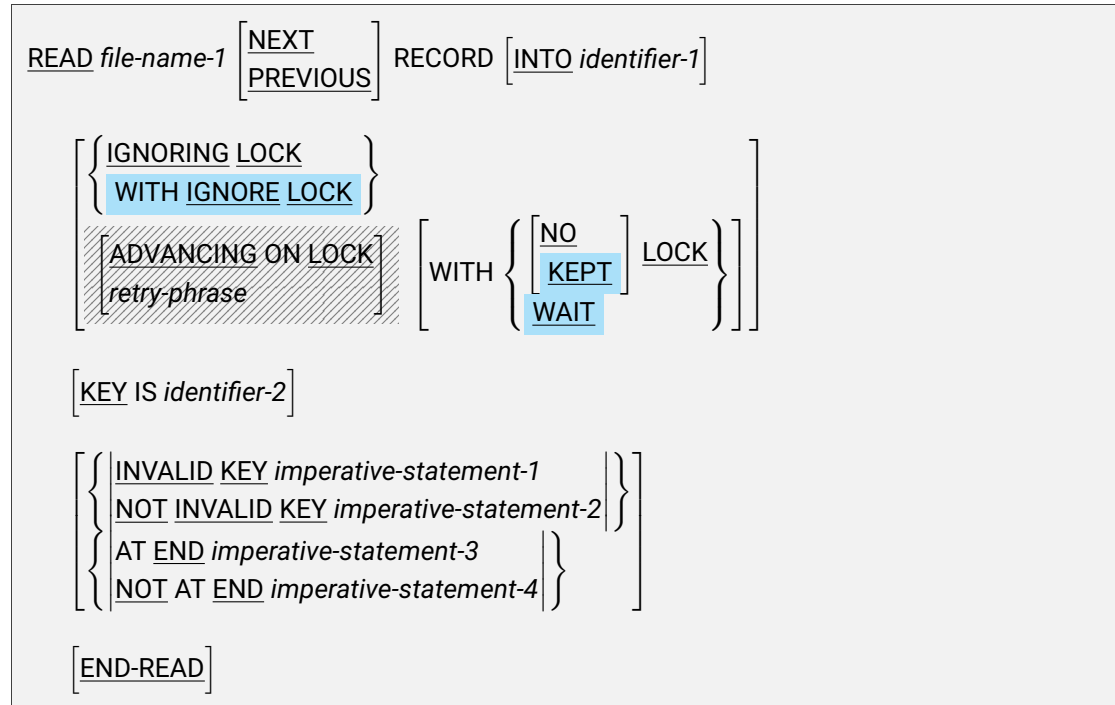 READ file-name-1 [NEXT PREVIOUS] RECORD [INTO identifier-1]
IGNORING LOCK
WITH IGNORE LOCK
ADVANCING ON LOCK
retry-phrase
WITH
NO
KEPT
LOCK
WAIT
KEY IS identifier-2
INVALID KEY imperative-statement-1
NOT INVALID KEY imperative-statement-2
AT END imperative-statement-3
NOT AT END imperative-statement-4
END-READ